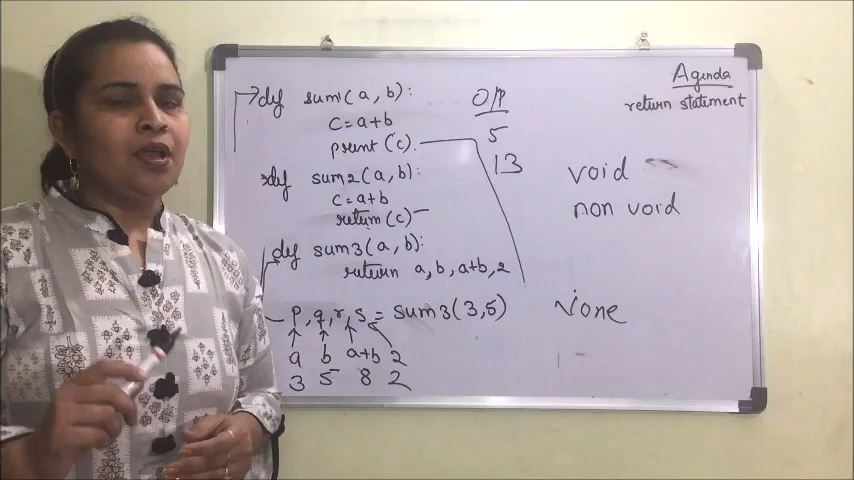 Agenda
return statement
def sum1(a, b):
c=a+b
print(c).
def sum2(a, b):
c=a+b
return(c)
def sum3(a, b):
return a, b, a+b, 2
p, q, r, s = sum3(3,5)
a b a+b 2
3 5 8 2
O/P
5
13
void
non void
None